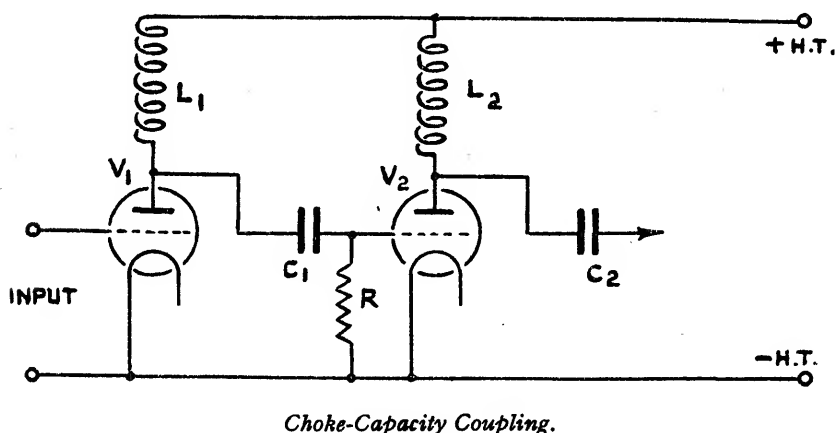 + H.T.
L1
L2
V1
V2
C1
C2
R
INPUT
-H.T.
Choke-Capacity Coupling.